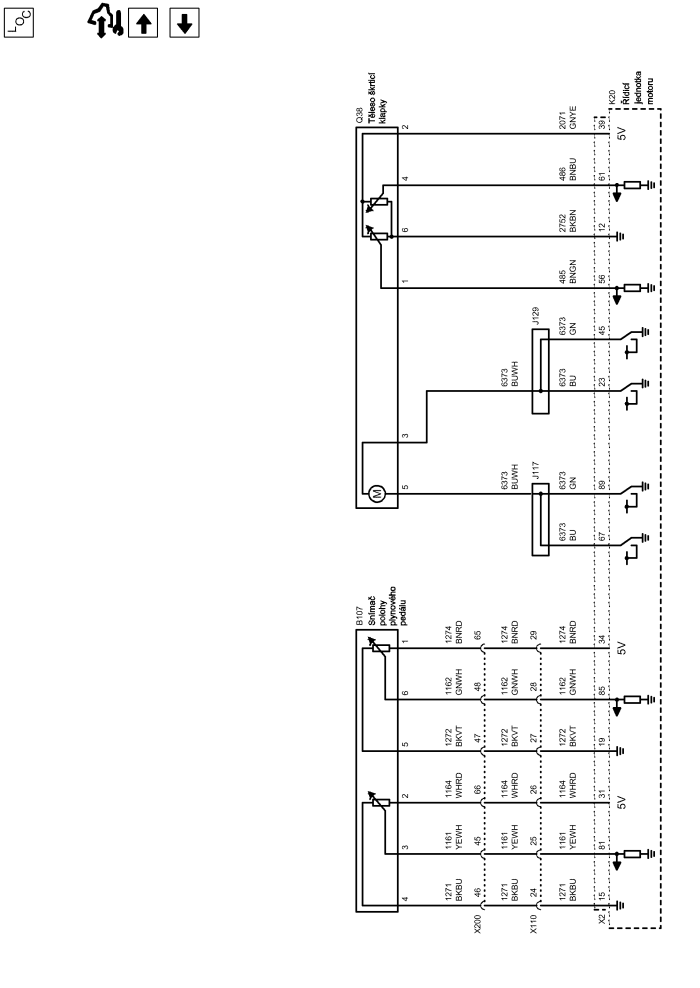 LOC
Q38
Těleso škrticí
klapky
K20
Řídicí
jednotka
motoru
2
2071
GNYE
39
5V
4
486
BNBU
61
6
2752
BKBN
12
1
485
BNGN
56
J129
6373
GN
45
3
6373
BUWH
6373
BU
23
M
5
6373
BUWH
J117
6373
GN
89
6373
BU
67
B107
Snímač
polohy
plynového
pedálu
1
1274
BNRD
65
1274
BNRD
29
1274
BNRD
34
5V
6
1162
GNWH
48
1162
GNWH
28
1162
GNWH
85
5
1272
BKVT
47
1272
BKVT
27
1272
BKVT
19
2
1164
WHRD
66
1164
WHRD
26
1164
WHRD
31
5V
3
1161
YEWH
45
1161
YEWH
25
1161
YEWH
81
4
1271
BKBU
46
1271
BKBU
24
1271
BKBU
15
X200
X110
X2